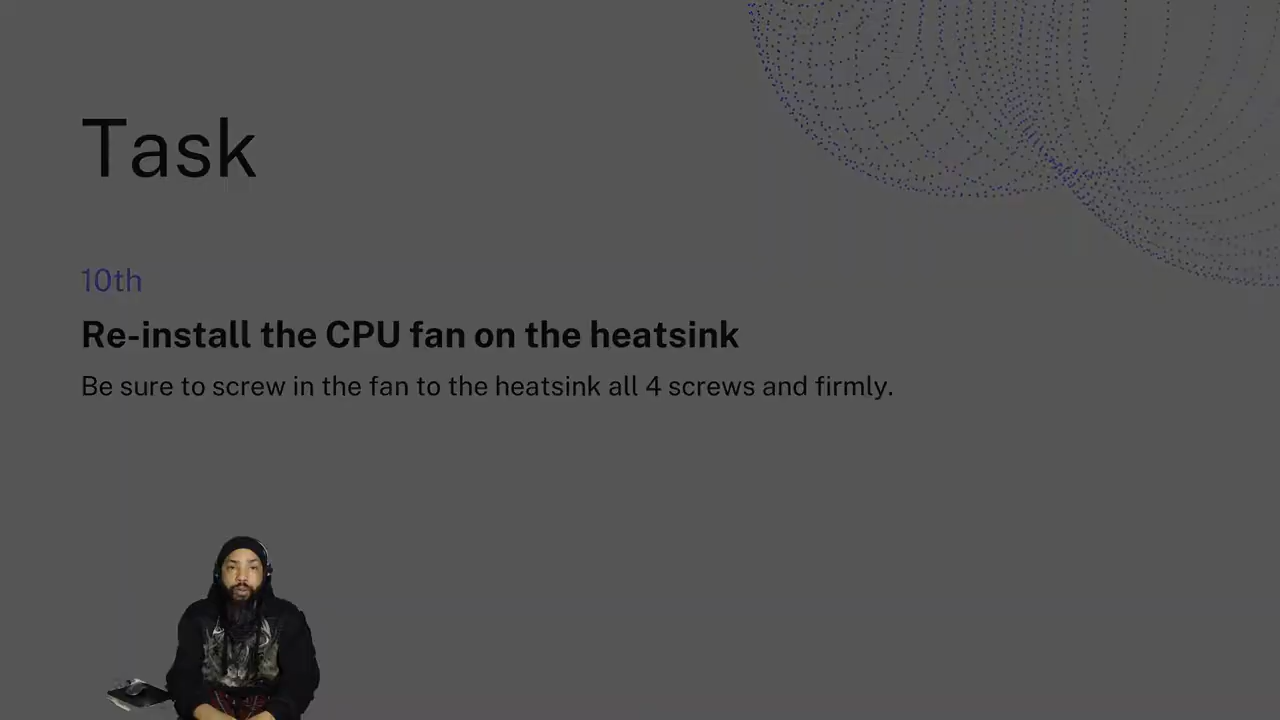 Task
10th
Re-install the CPU fan on the heatsink
Be sure to screw in the fan to the heatsink all 4 screws and firmly.